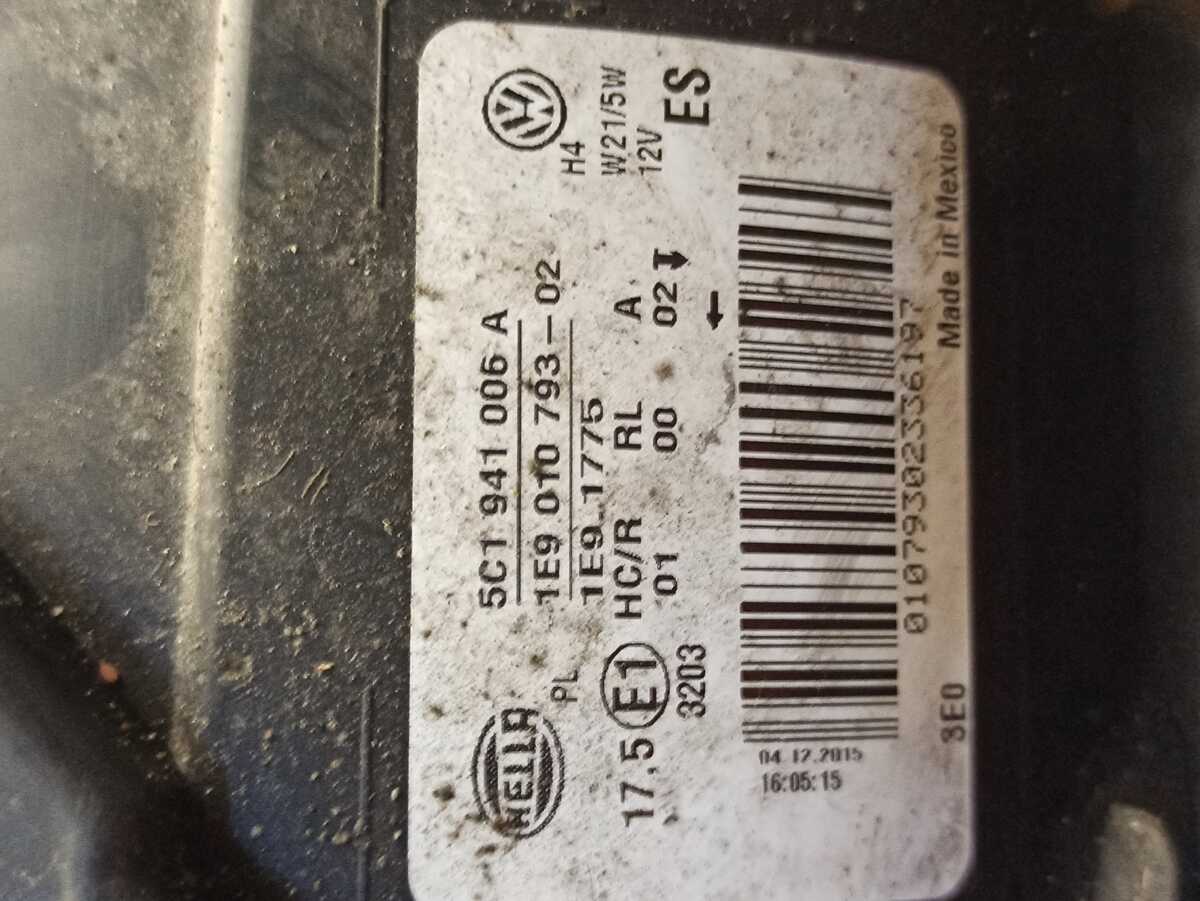 HELLA
5C1 941 006 A
1E9 010 793-02
1E9 1775
PL
H4
W21/5W
12V
ES
17,5 E1 HC/R RL A
3203 01 00 02
04.12.2015
16:05:15
01079302336197
3E0
Made in Mexico